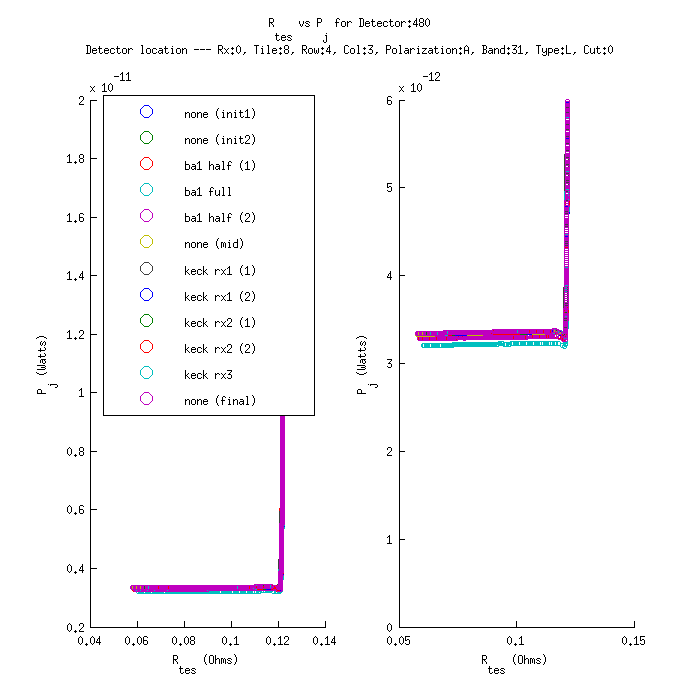 R    vs P   for Detector:480
tes    j
Detector location --- Rx:0, Tile:8, Row:4, Col:3, Polarization:A, Band:31, Type:L, Cut:0
x 10^-11
2
1.8
1.6
1.4
1.2
1
0.8
0.6
0.4
0.2
0.04 0.06 0.08 0.1 0.12 0.14
P_j (Watts)
R_tes (Ohms)
none (init1)
none (init2)
ba1 half (1)
ba1 full
ba1 half (2)
none (mid)
keck rx1 (1)
keck rx1 (2)
keck rx2 (1)
keck rx2 (2)
keck rx3
none (final)
x 10^-12
6
5
4
3
2
1
0
0.05 0.1 0.15
P_j (Watts)
R_tes (Ohms)